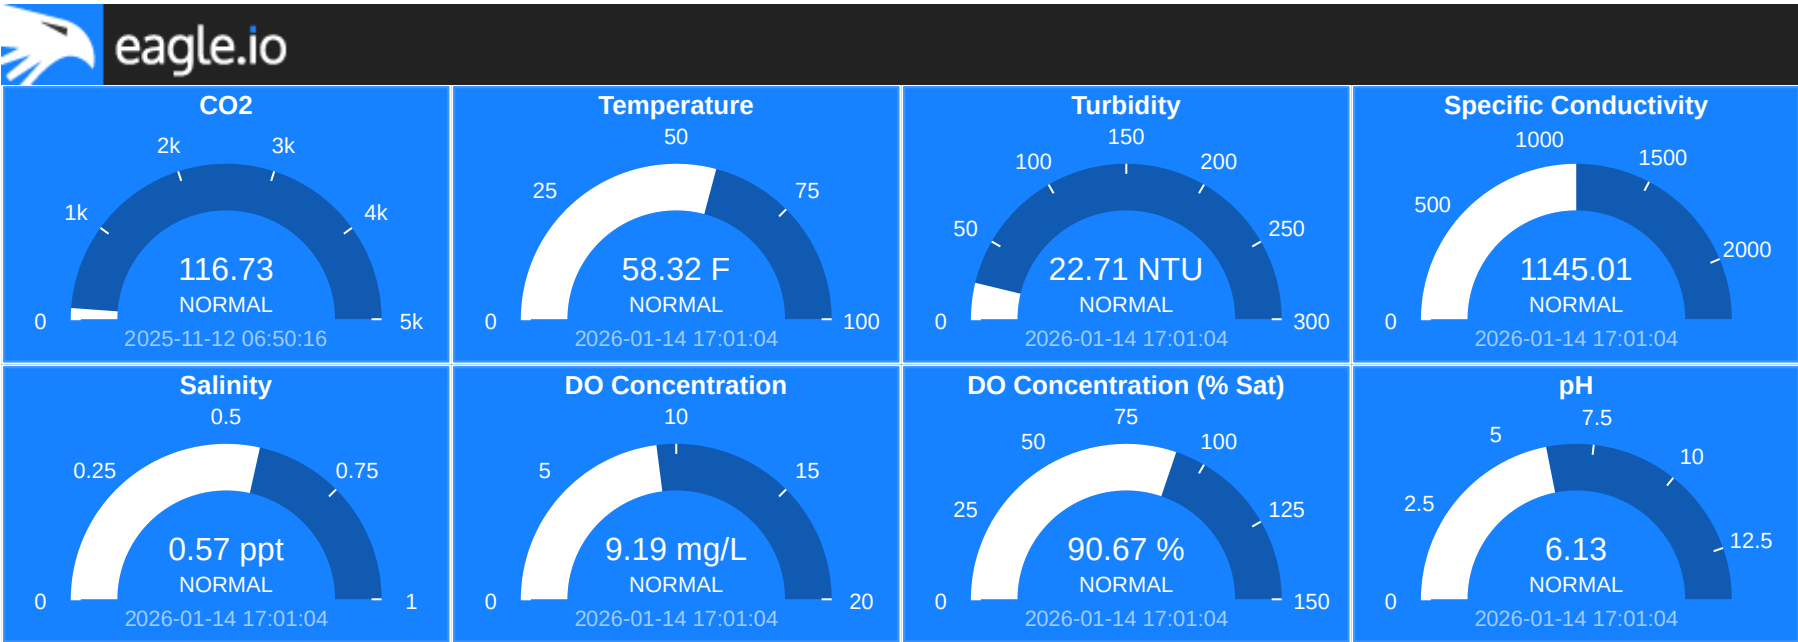 eagle.io
CO2
0
1k
2k
3k
4k
5k
116.73
NORMAL
2025-11-12 06:50:16
Temperature
0
25
50
75
100
58.32 F
NORMAL
2026-01-14 17:01:04
Turbidity
0
50
100
150
200
250
300
22.71 NTU
NORMAL
2026-01-14 17:01:04
Specific Conductivity
0
500
1000
1500
2000
1145.01
NORMAL
2026-01-14 17:01:04
Salinity
0
0.25
0.5
0.75
1
0.57 ppt
NORMAL
2026-01-14 17:01:04
DO Concentration
0
5
10
15
20
9.19 mg/L
NORMAL
2026-01-14 17:01:04
DO Concentration (% Sat)
0
25
50
75
100
125
150
90.67 %
NORMAL
2026-01-14 17:01:04
pH
0
2.5
5
7.5
10
12.5
6.13
NORMAL
2026-01-14 17:01:04